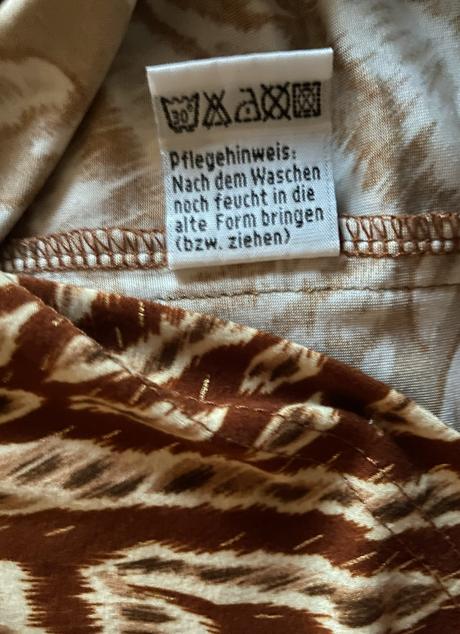 30°
Pflegehinweis:
Nach dem Waschen
noch feucht in die
alte Form bringen
(bzw. ziehen)